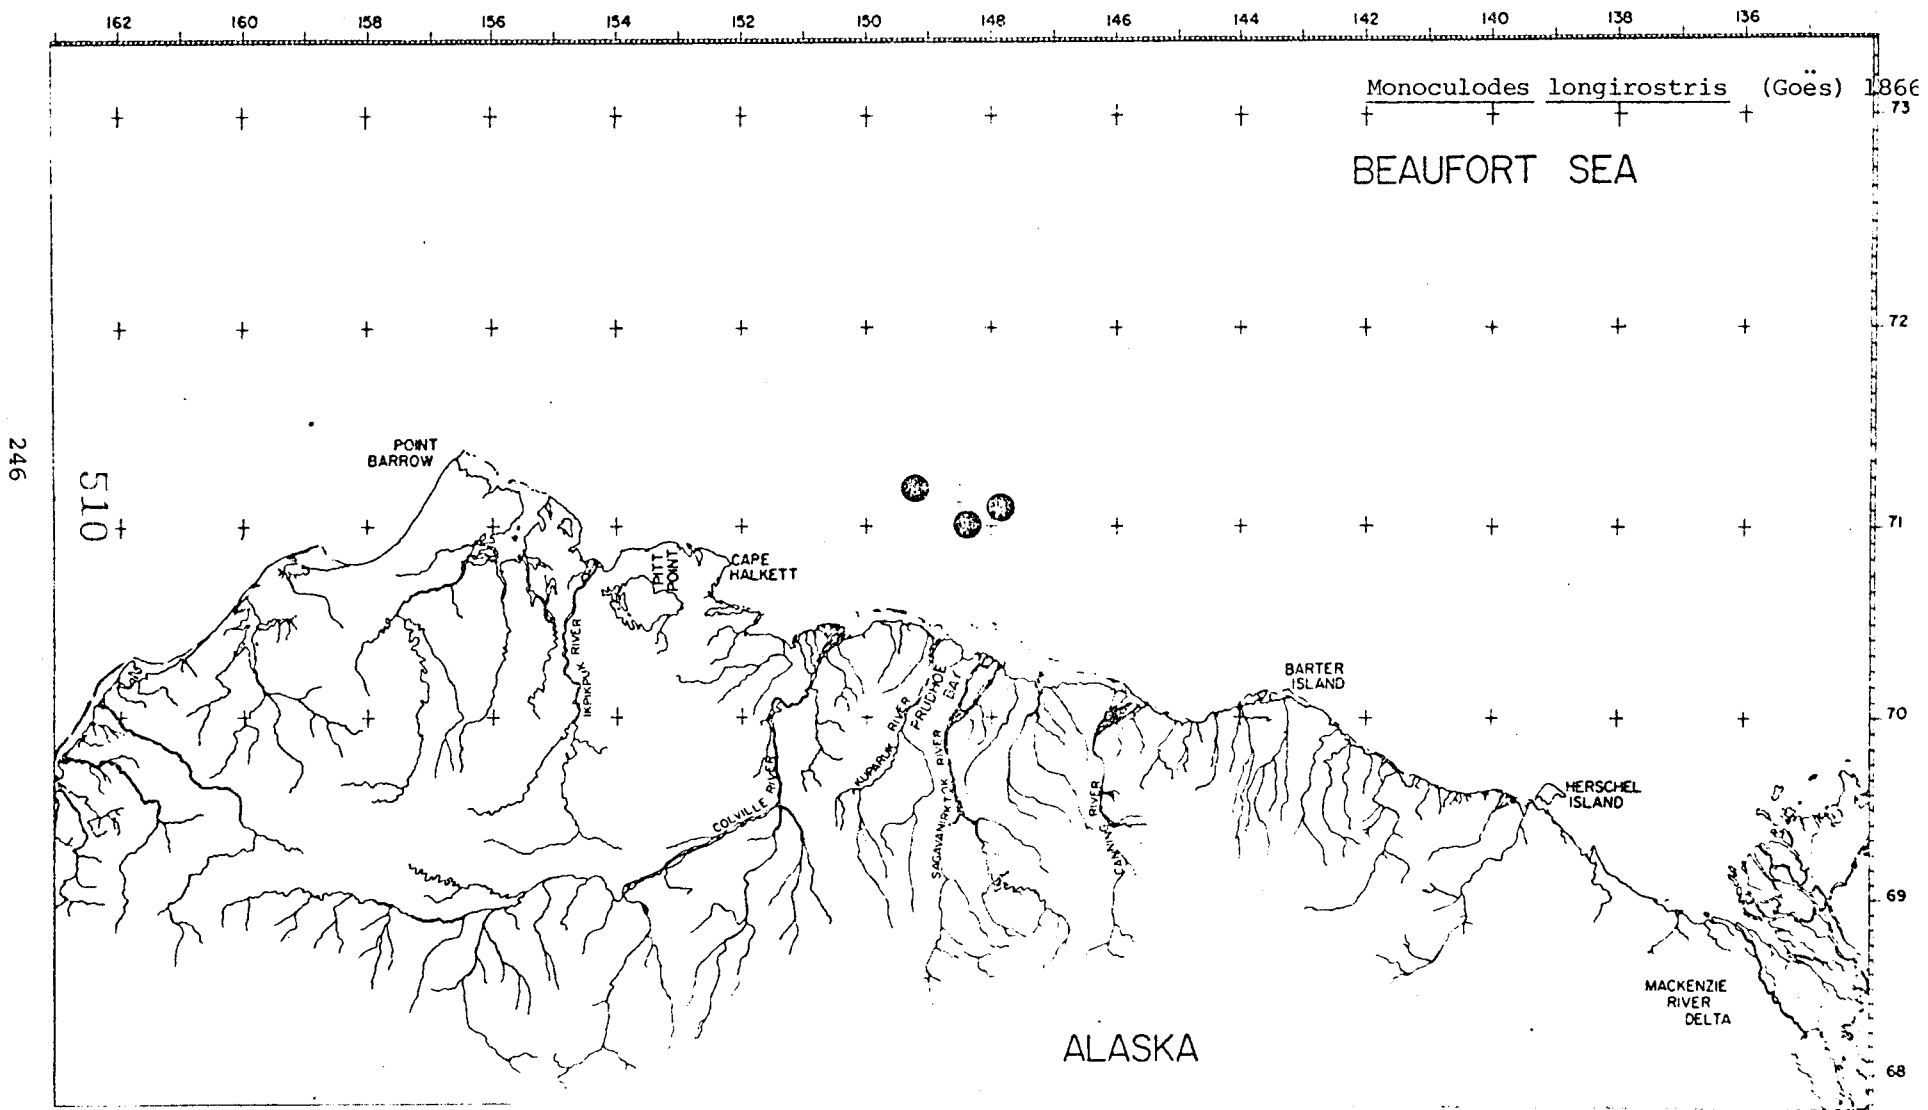 162 160 158 156 154 152 150 148 146 144 142 140 138 136
Monoculodes longirostris (Goës) 1866
73
BEAUFORT SEA
72
246
510
POINT
BARROW
71
PITT
POINT
CAPE
HALKETT
IKPIKPUK RIVER
BARTER
ISLAND
PRUDHOE
BAY
70
KUPARUK RIVER
SAGAVANIRKTOK RIVER
COLVILLE RIVER
CANNING RIVER
HERSCHEL
ISLAND
69
MACKENZIE
RIVER
DELTA
ALASKA
68